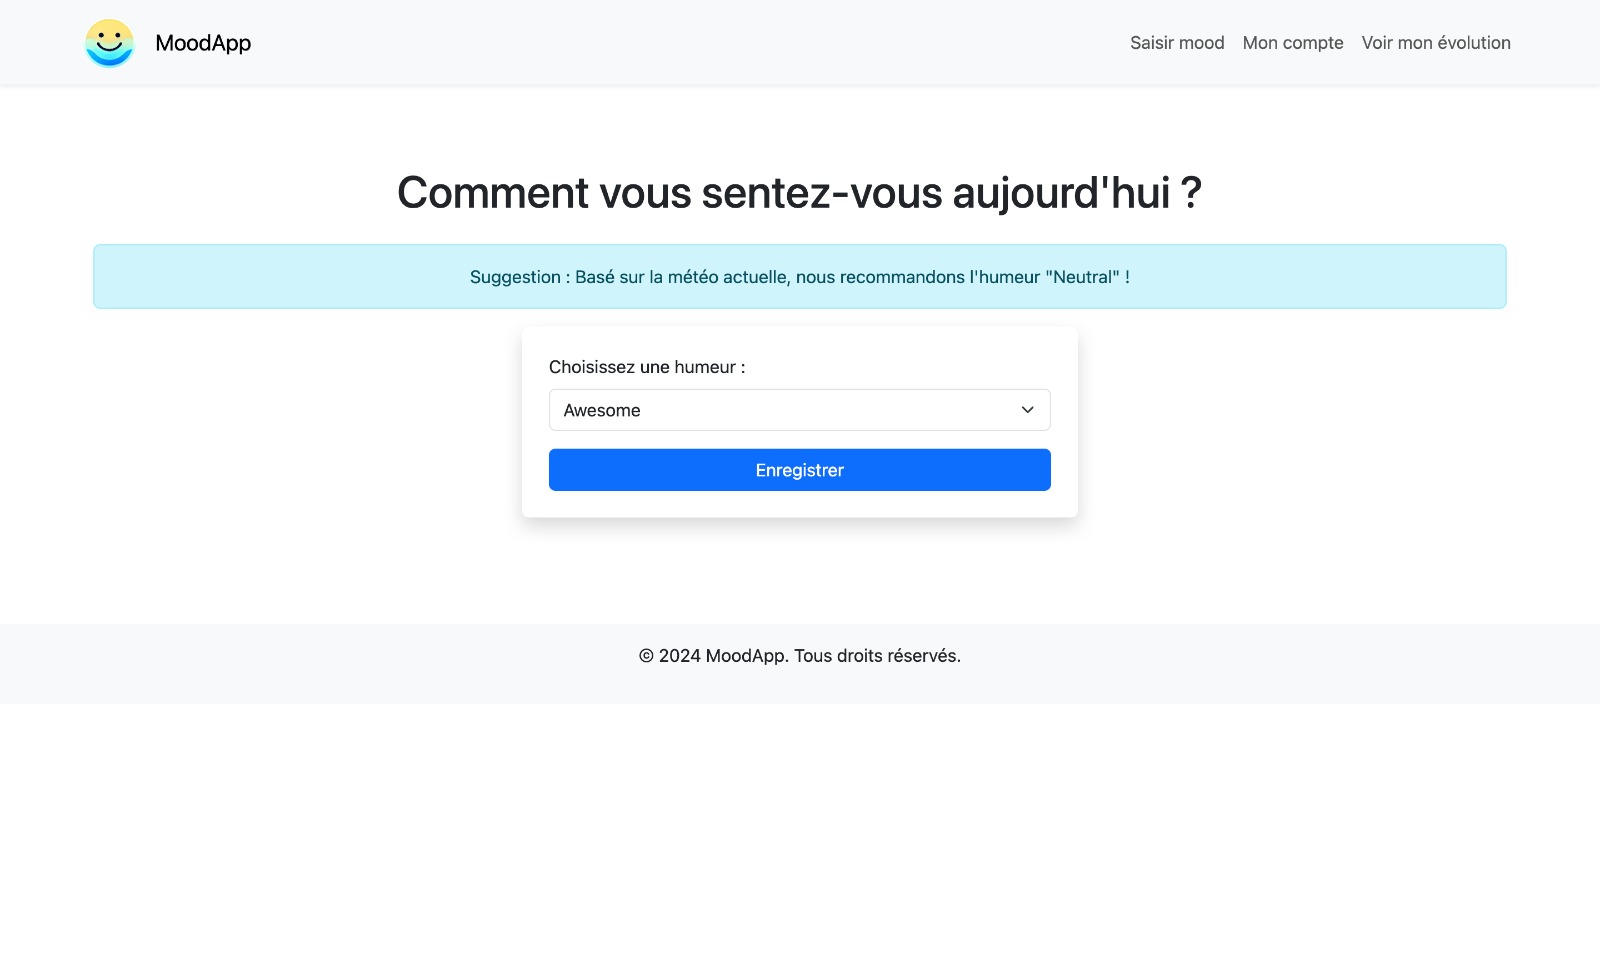 MoodApp
Saisir mood
Mon compte
Voir mon évolution
Comment vous sentez-vous aujourd'hui ?
Suggestion : Basé sur la météo actuelle, nous recommandons l'humeur "Neutral" !
Choisissez une humeur :
Awesome
Enregistrer
© 2024 MoodApp. Tous droits réservés.